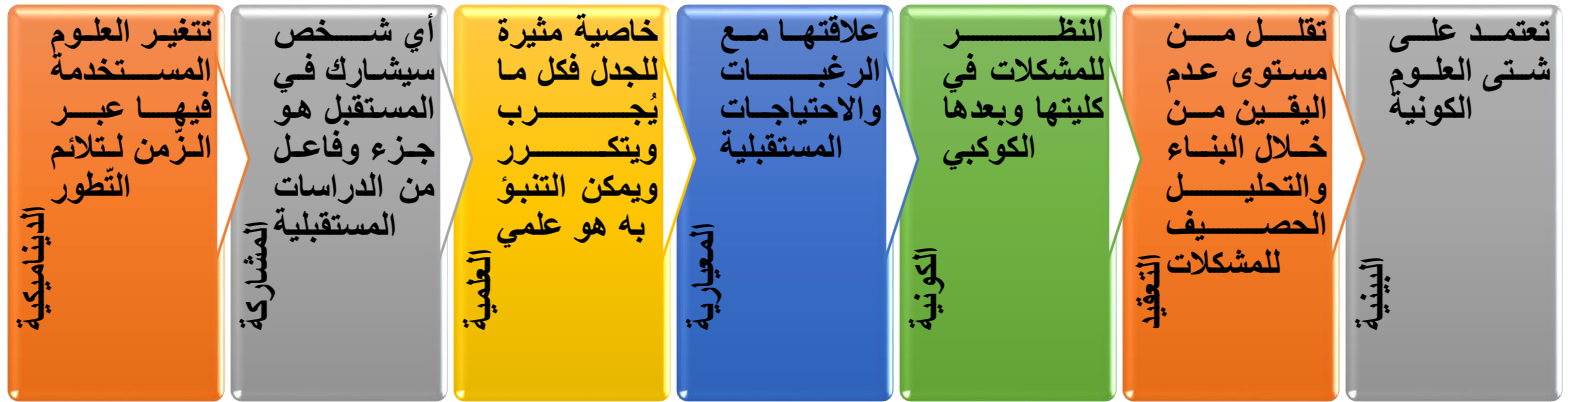 تعتمد على
شتى العلوم
الكونية
البينية
تقلل من
مستوى عدم
اليقين من
خلال البناء
والتحليل
الحصيف
للمشكلات
التعقيد
النظر
للمشكلات في
كليتها وبعدها
الكوكبي
الكونية
علاقتها مع
الرغبات
والاحتياجات
المستقبلية
المعيارية
خاصية مثيرة
للجدل فكل ما
يُجرب
ويتكرر
ويمكن التنبؤ
به هو علمي
العلمية
أي شخص
سيشارك في
المستقبل هو
جزء وفاعل
من الدراسات
المستقبلية
المشاركة
تتغير العلوم
المستخدمة
فيها عبر
الزّمن لتلائم
التّطور
الديناميكية